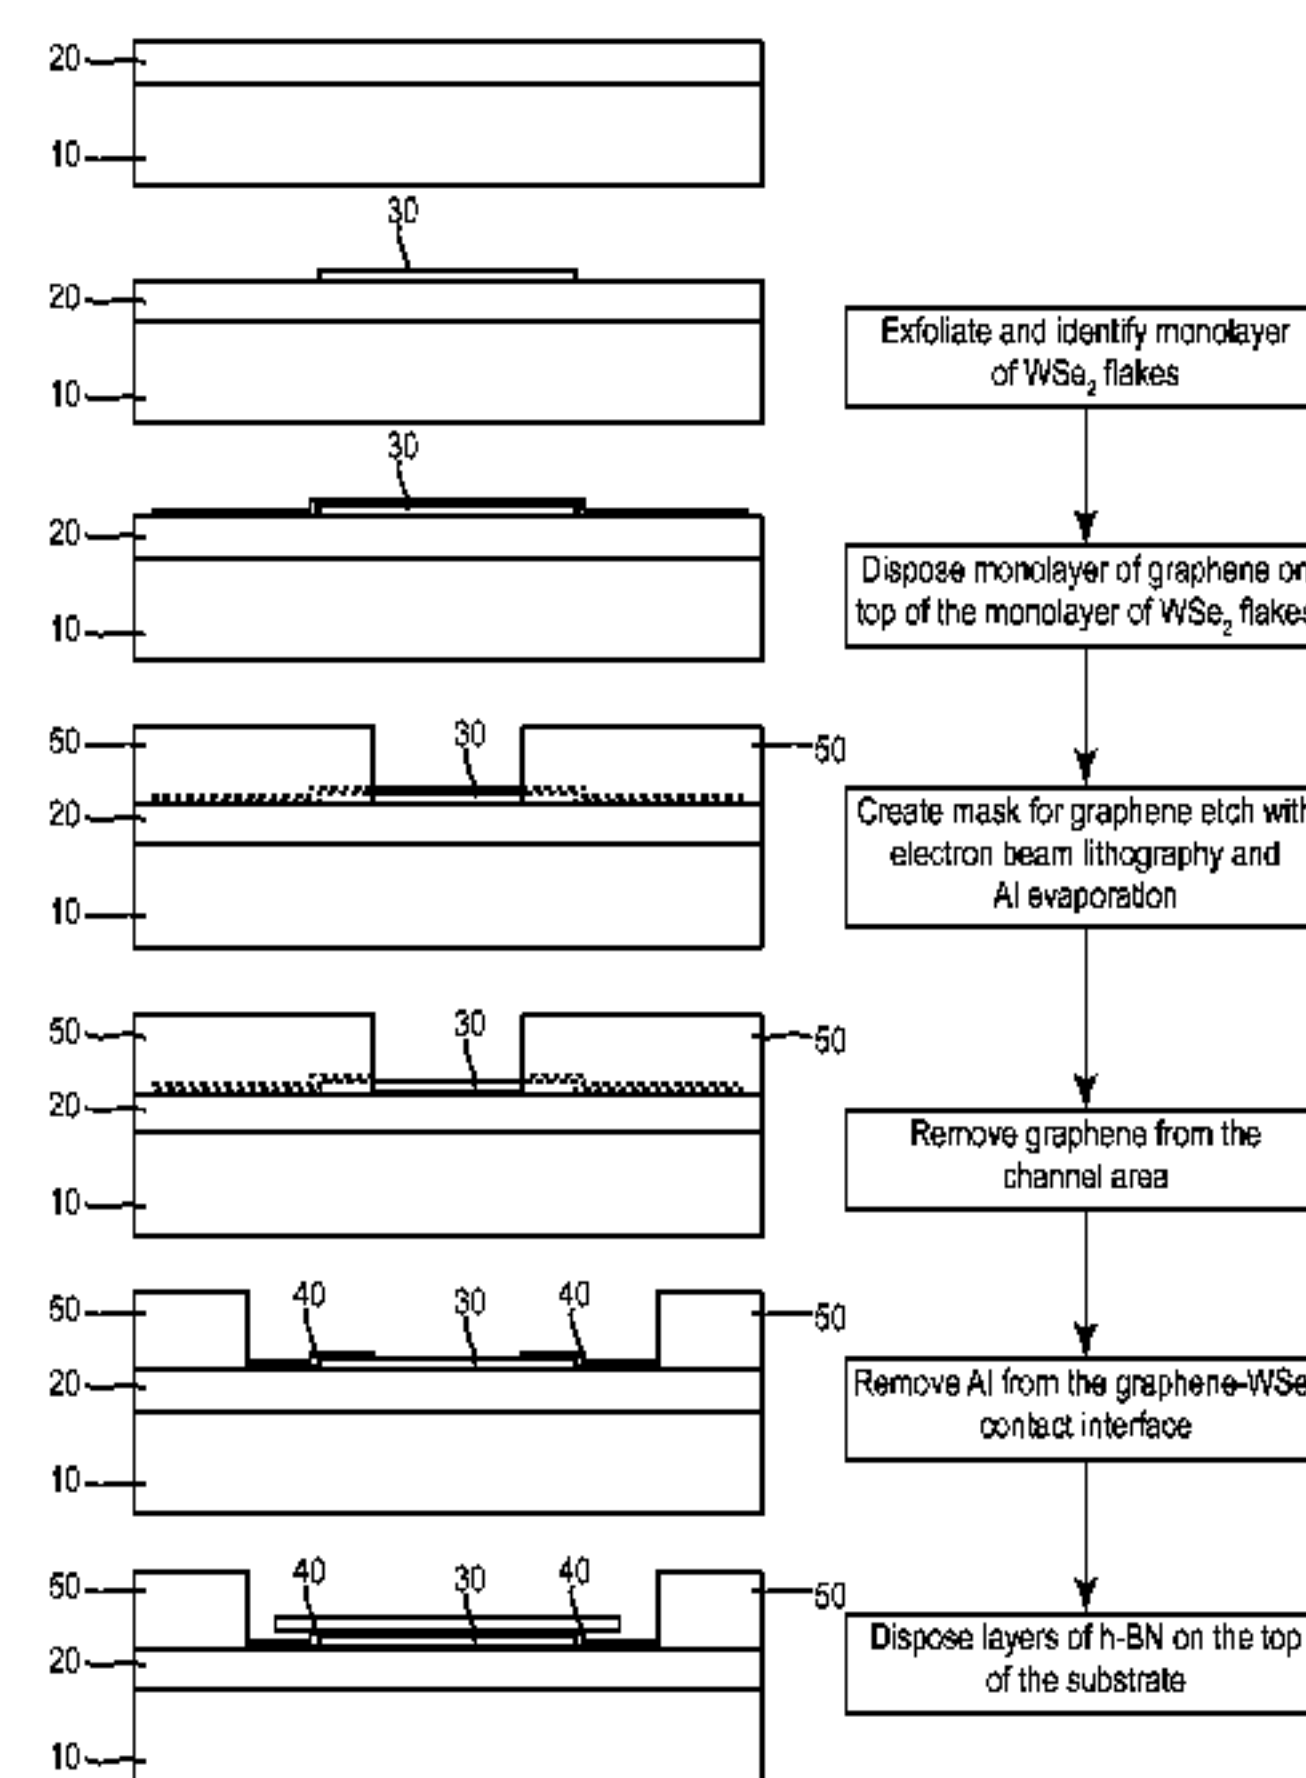 20
10
30
20
10
Exfoliate and identify monolayer
of WSe₂ flakes
30
20
10
Dispose monolayer of graphene on
top of the monolayer of WSe₂ flakes
50
30
50
20
10
Create mask for graphene etch with
electron beam lithography and
Al evaporation
50
30
50
20
10
Remove graphene from the
channel area
50
40
30
40
50
20
10
Remove Al from the graphene-WSe
contact interface
50
40
30
40
50
20
10
Dispose layers of h-BN on the top
of the substrate